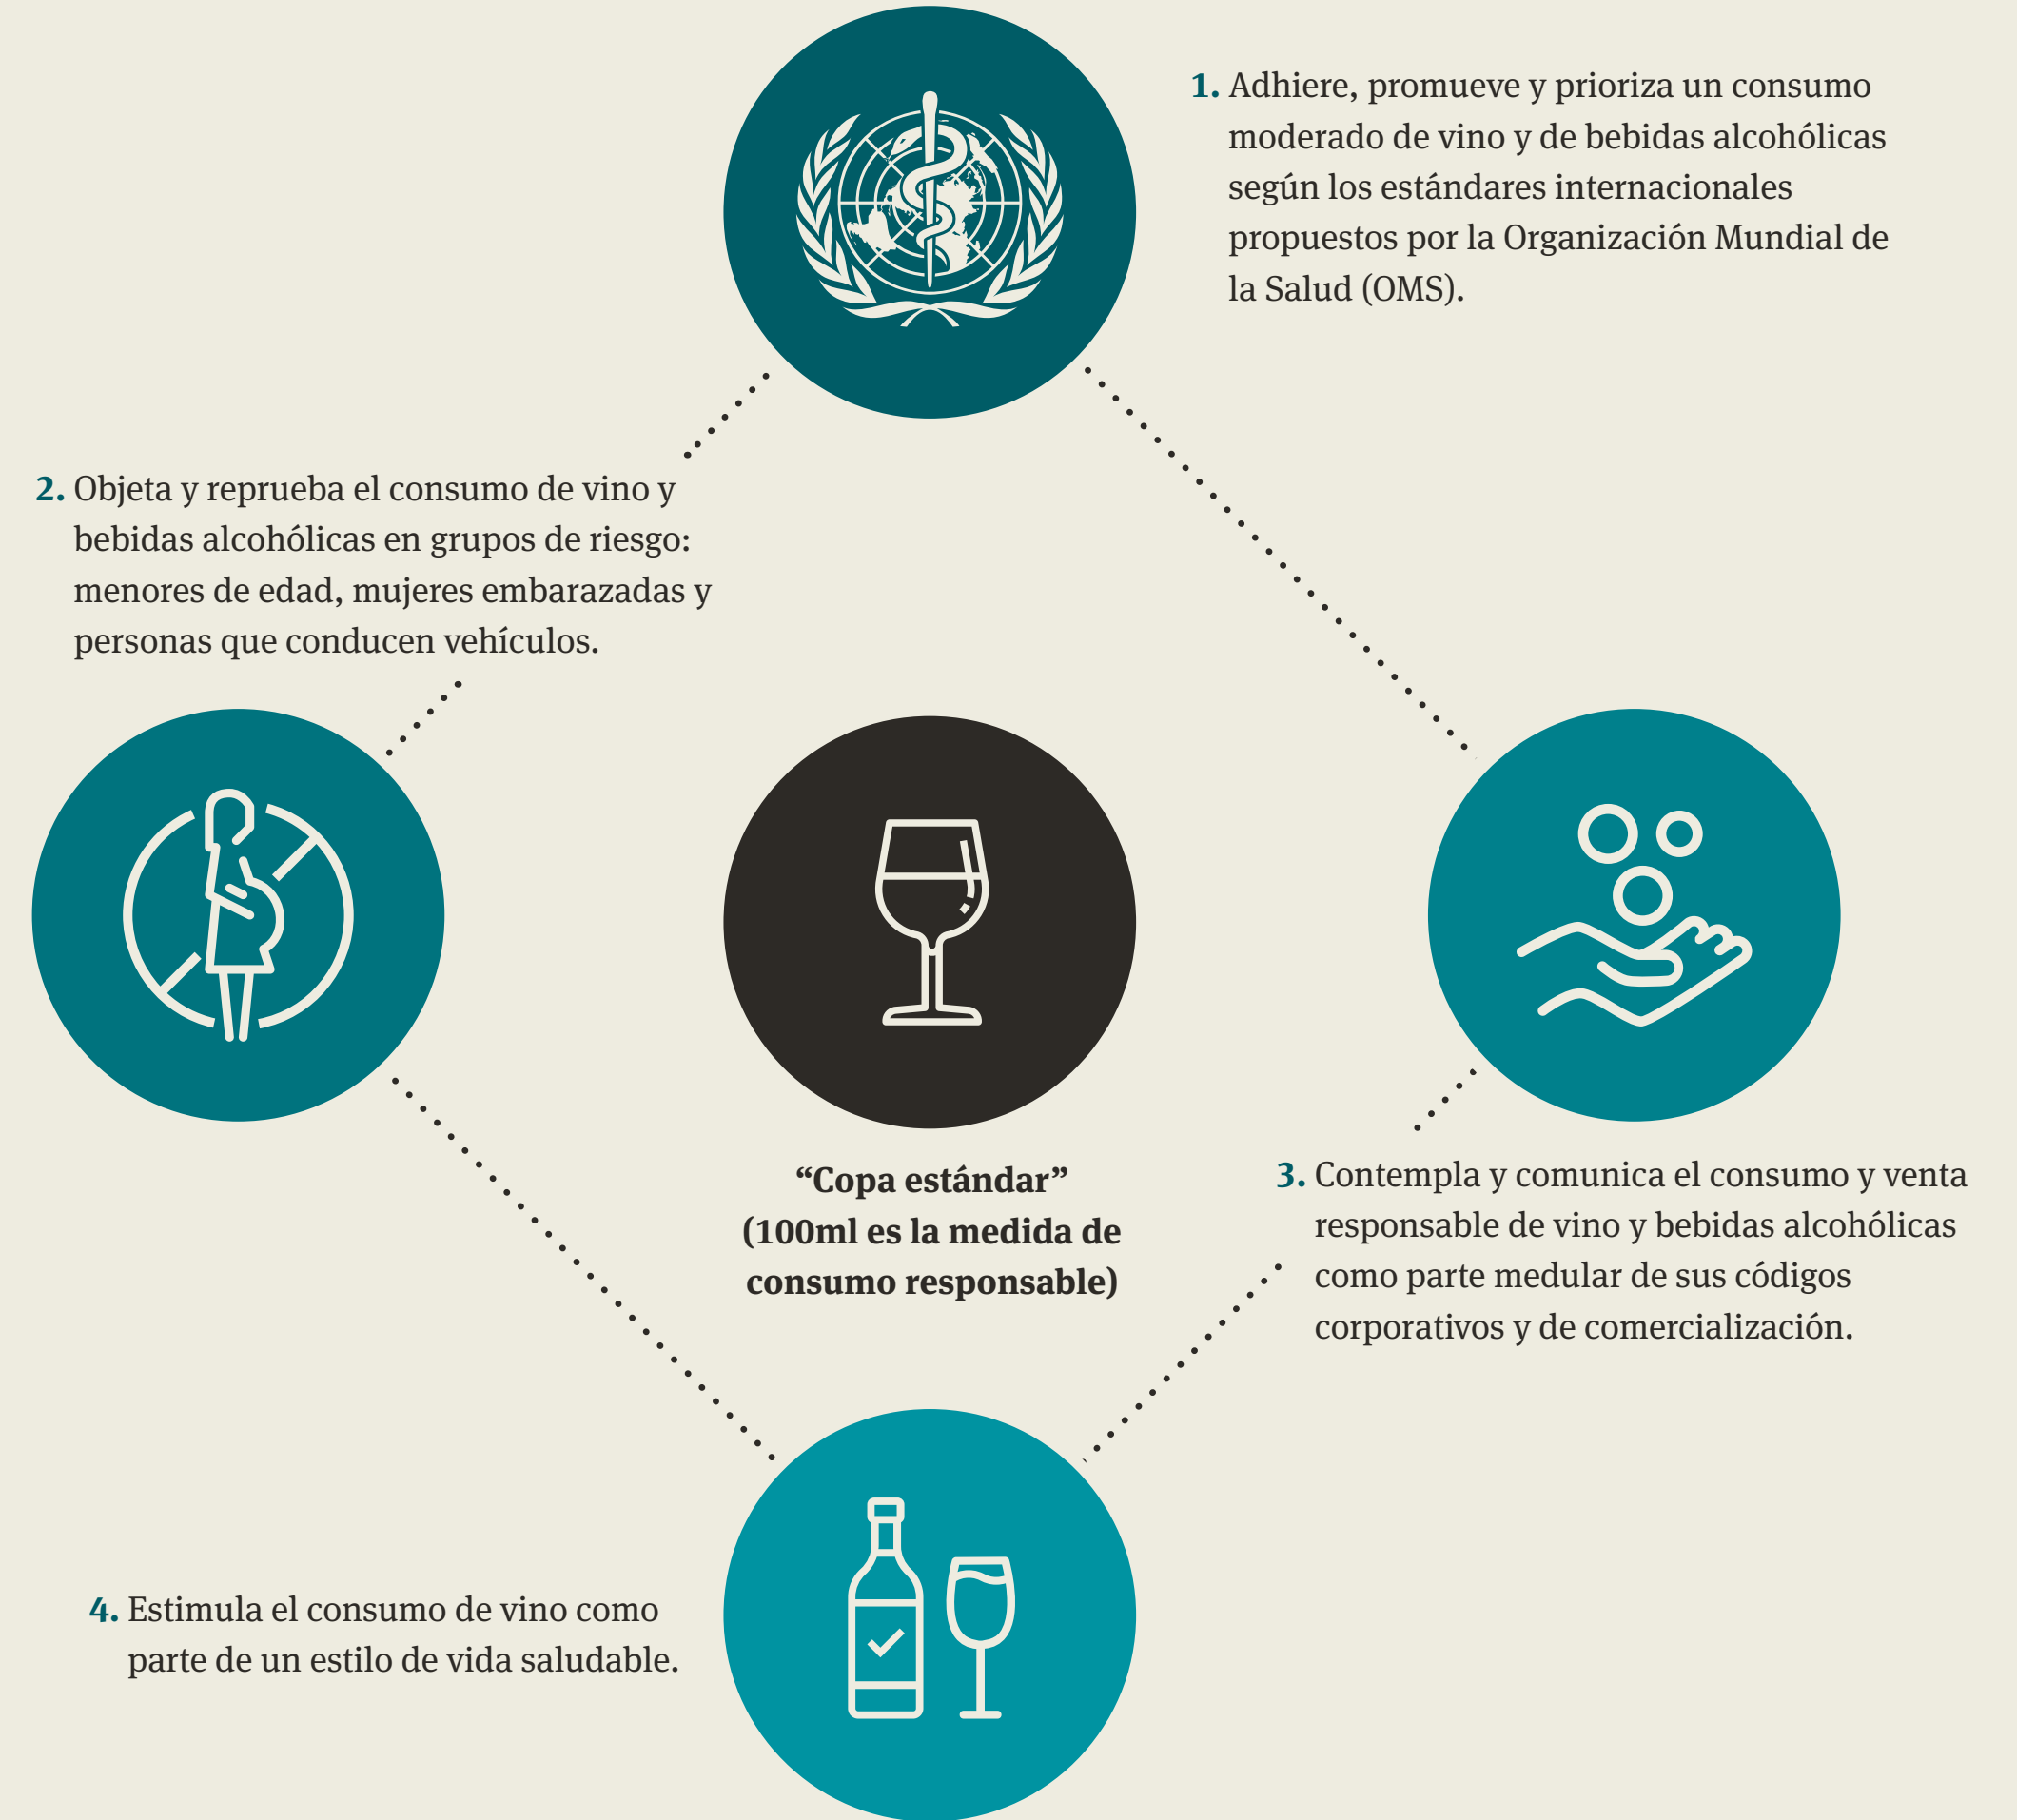 1. Adhiere, promueve y prioriza un consumo
moderado de vino y de bebidas alcohólicas
según los estándares internacionales
propuestos por la Organización Mundial de
la Salud (OMS).
2. Objeta y reprueba el consumo de vino y
bebidas alcohólicas en grupos de riesgo:
menores de edad, mujeres embarazadas y
personas que conducen vehículos.
“Copa estándar”
(100ml es la medida de
consumo responsable)
3. Contempla y comunica el consumo y venta
responsable de vino y bebidas alcohólicas
como parte medular de sus códigos
corporativos y de comercialización.
4. Estimula el consumo de vino como
parte de un estilo de vida saludable.